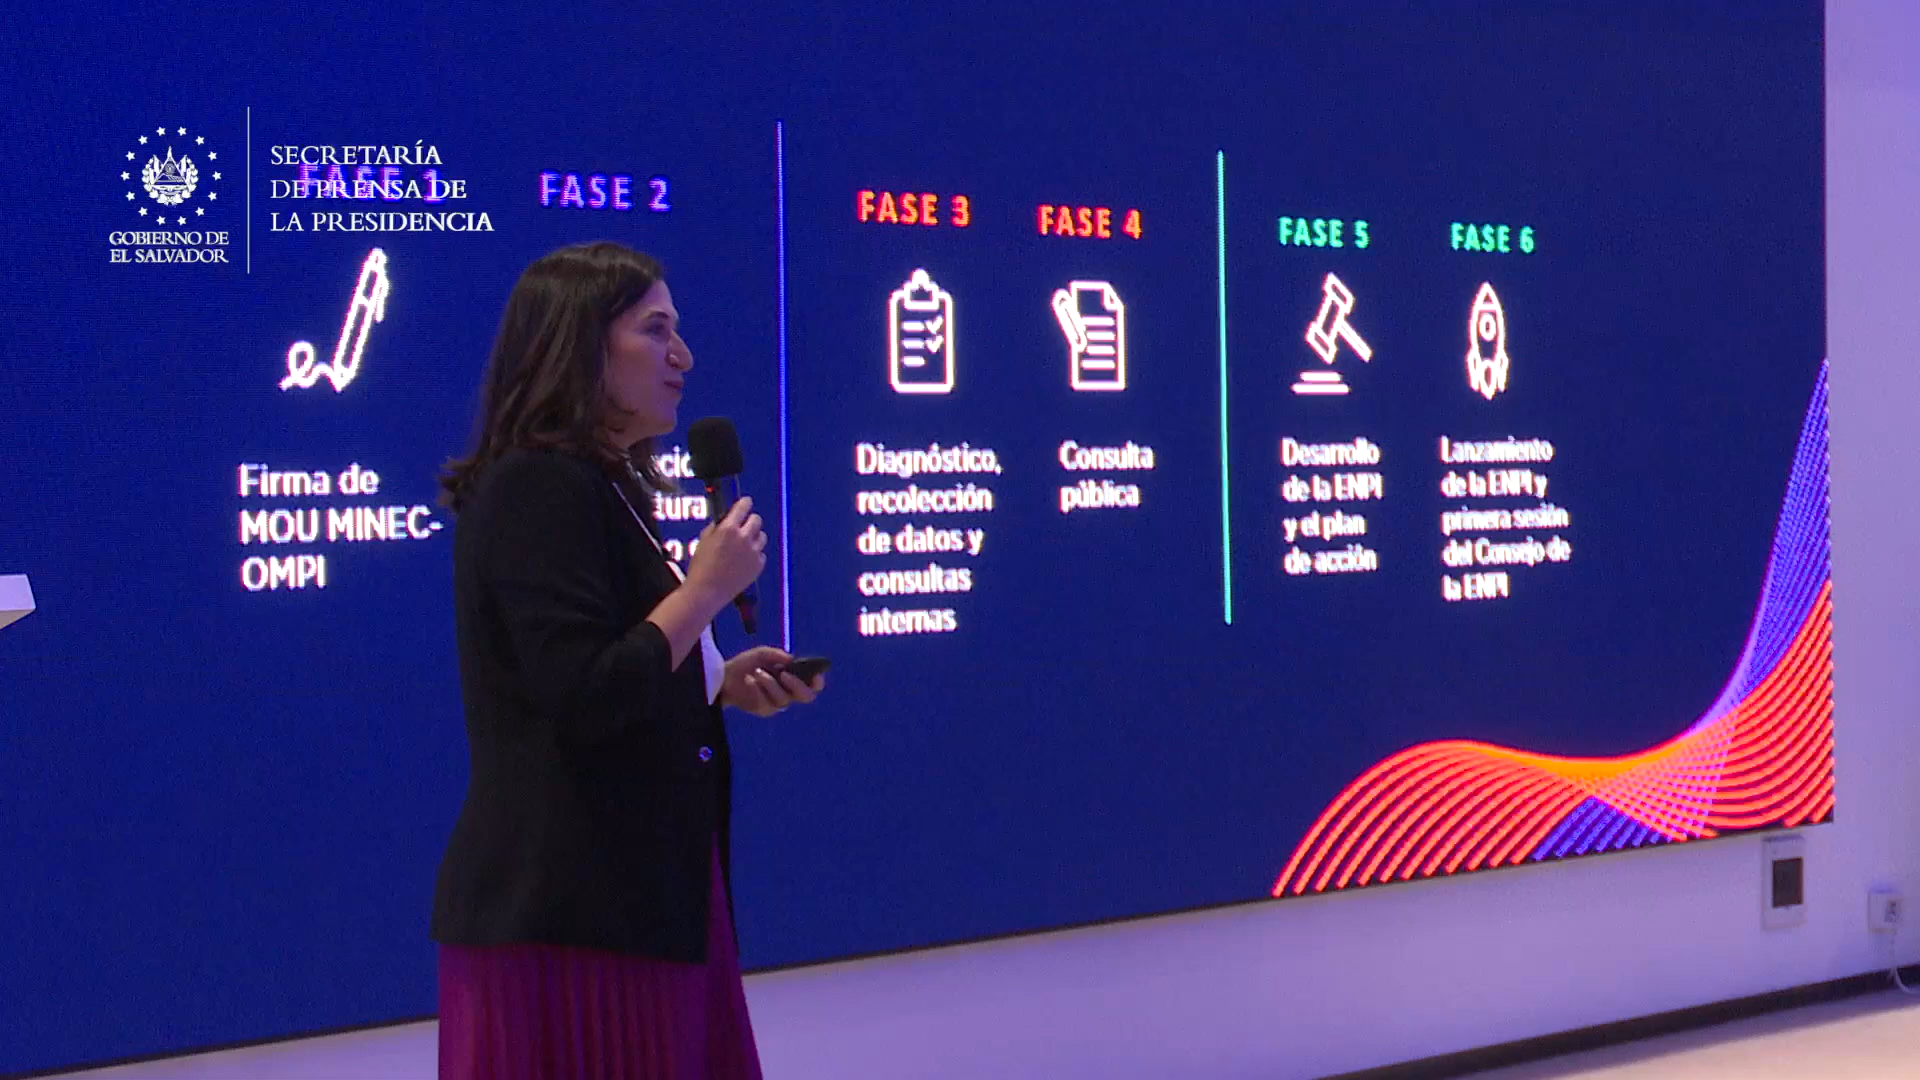 GOBIERNO DE
EL SALVADOR
SECRETARÍA
DE PRENSA DE
LA PRESIDENCIA
FASE 1
Firma de
MOU MINEC-
OMPI
FASE 2
FASE 3
Diagnóstico,
recolección
de datos y
consultas
internas
FASE 4
Consulta
pública
FASE 5
Desarrollo
de la ENPI
y el plan
de acción
FASE 6
Lanzamiento
de la ENPI y
primera sesión
del Consejo de
la ENPI